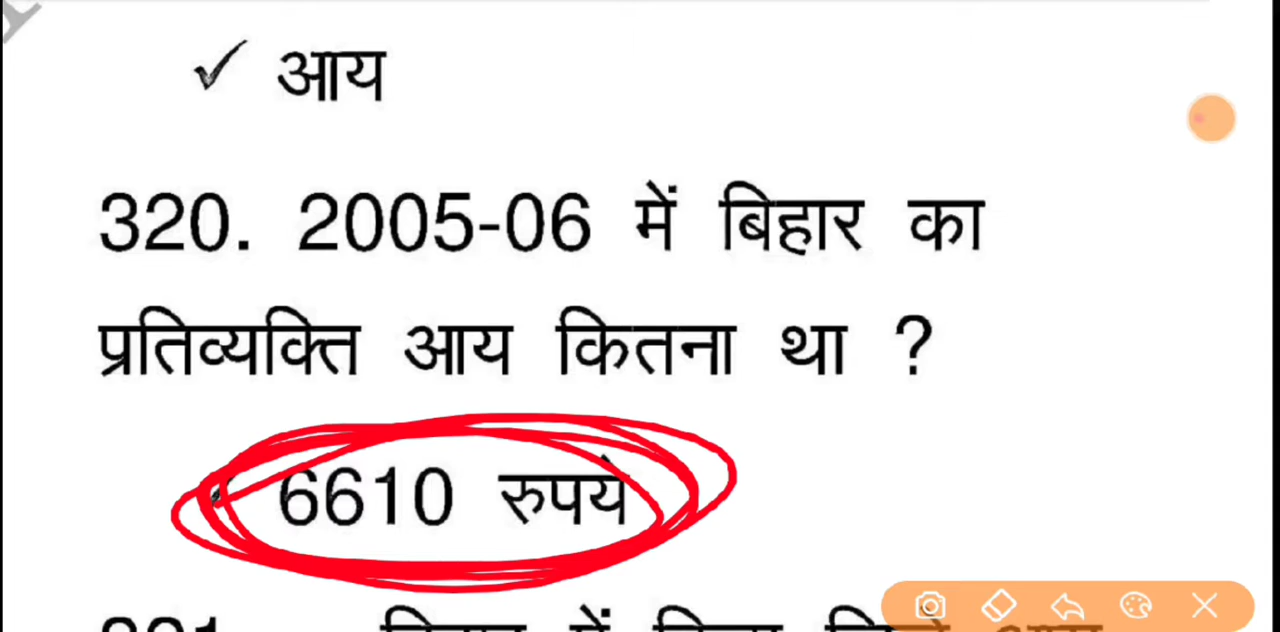 ✓ आय
320. 2005-06 में बिहार का
प्रतिव्यक्ति आय कितना था ?
✓ 6610 रुपये